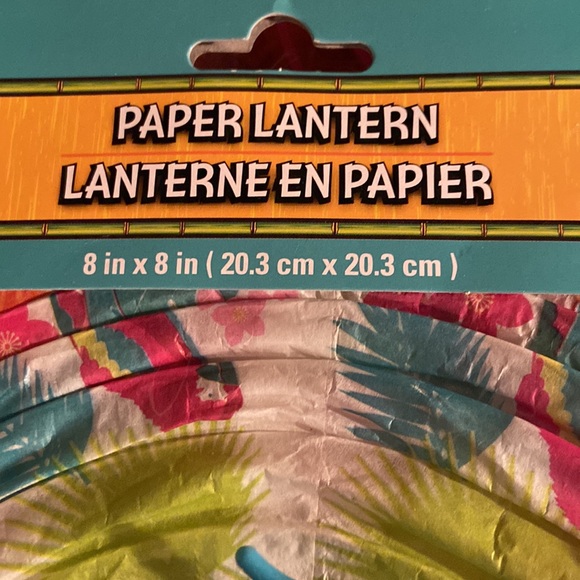 PAPER LANTERN
LANTERNE EN PAPIER
8 in x 8 in ( 20.3 cm x 20.3 cm )